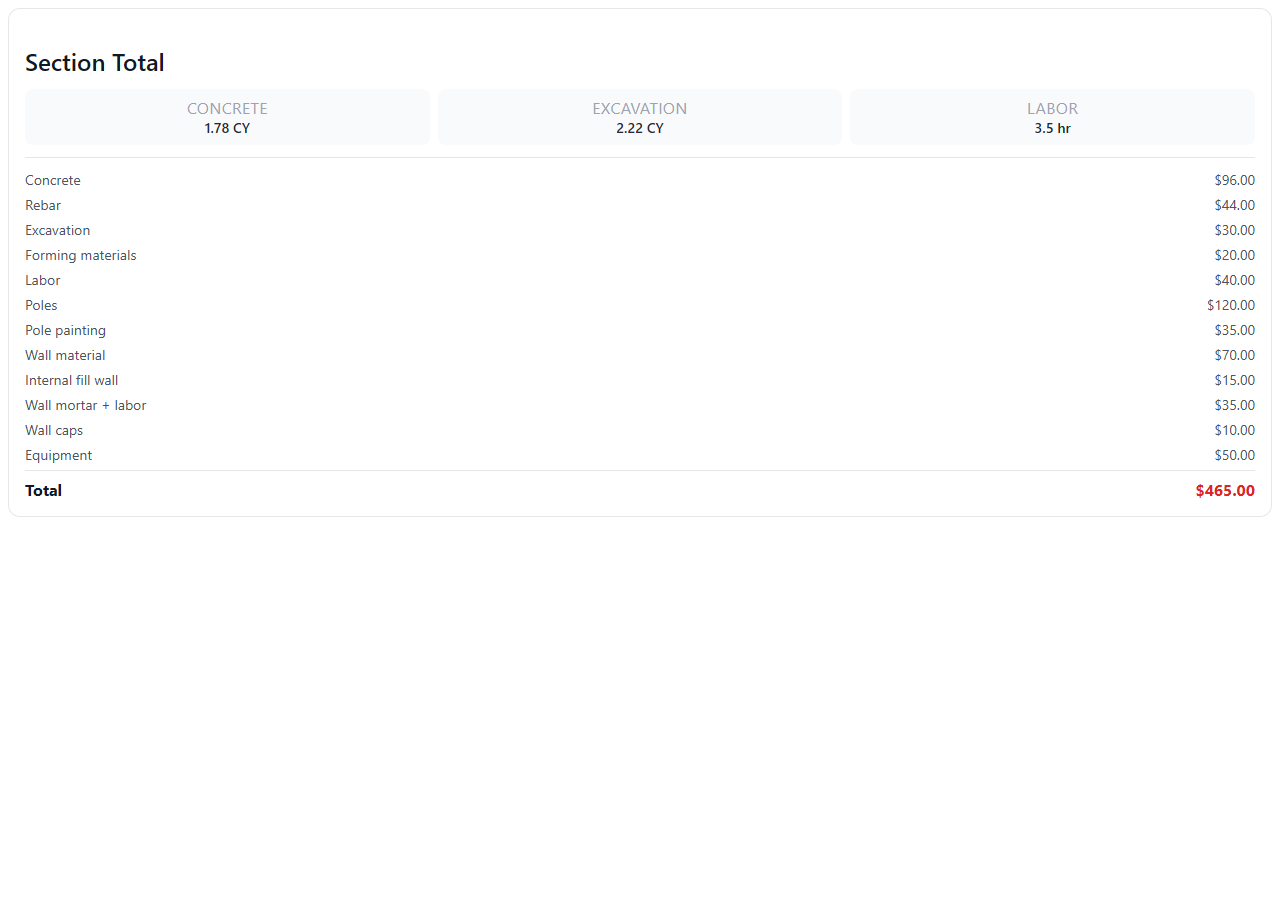 Section Total
CONCRETE EXCAVATION LABOR
1.78 CY 2.22 CY 3.5 hr
Concrete $96.00
Rebar $44.00
Excavation $30.00
Forming materials $20.00
Labor $40.00
Poles $120.00
Pole painting $35.00
Wall material $70.00
Internal fill wall $15.00
Wall mortar + labor $35.00
Wall caps $10.00
Equipment $50.00
Total $465.00